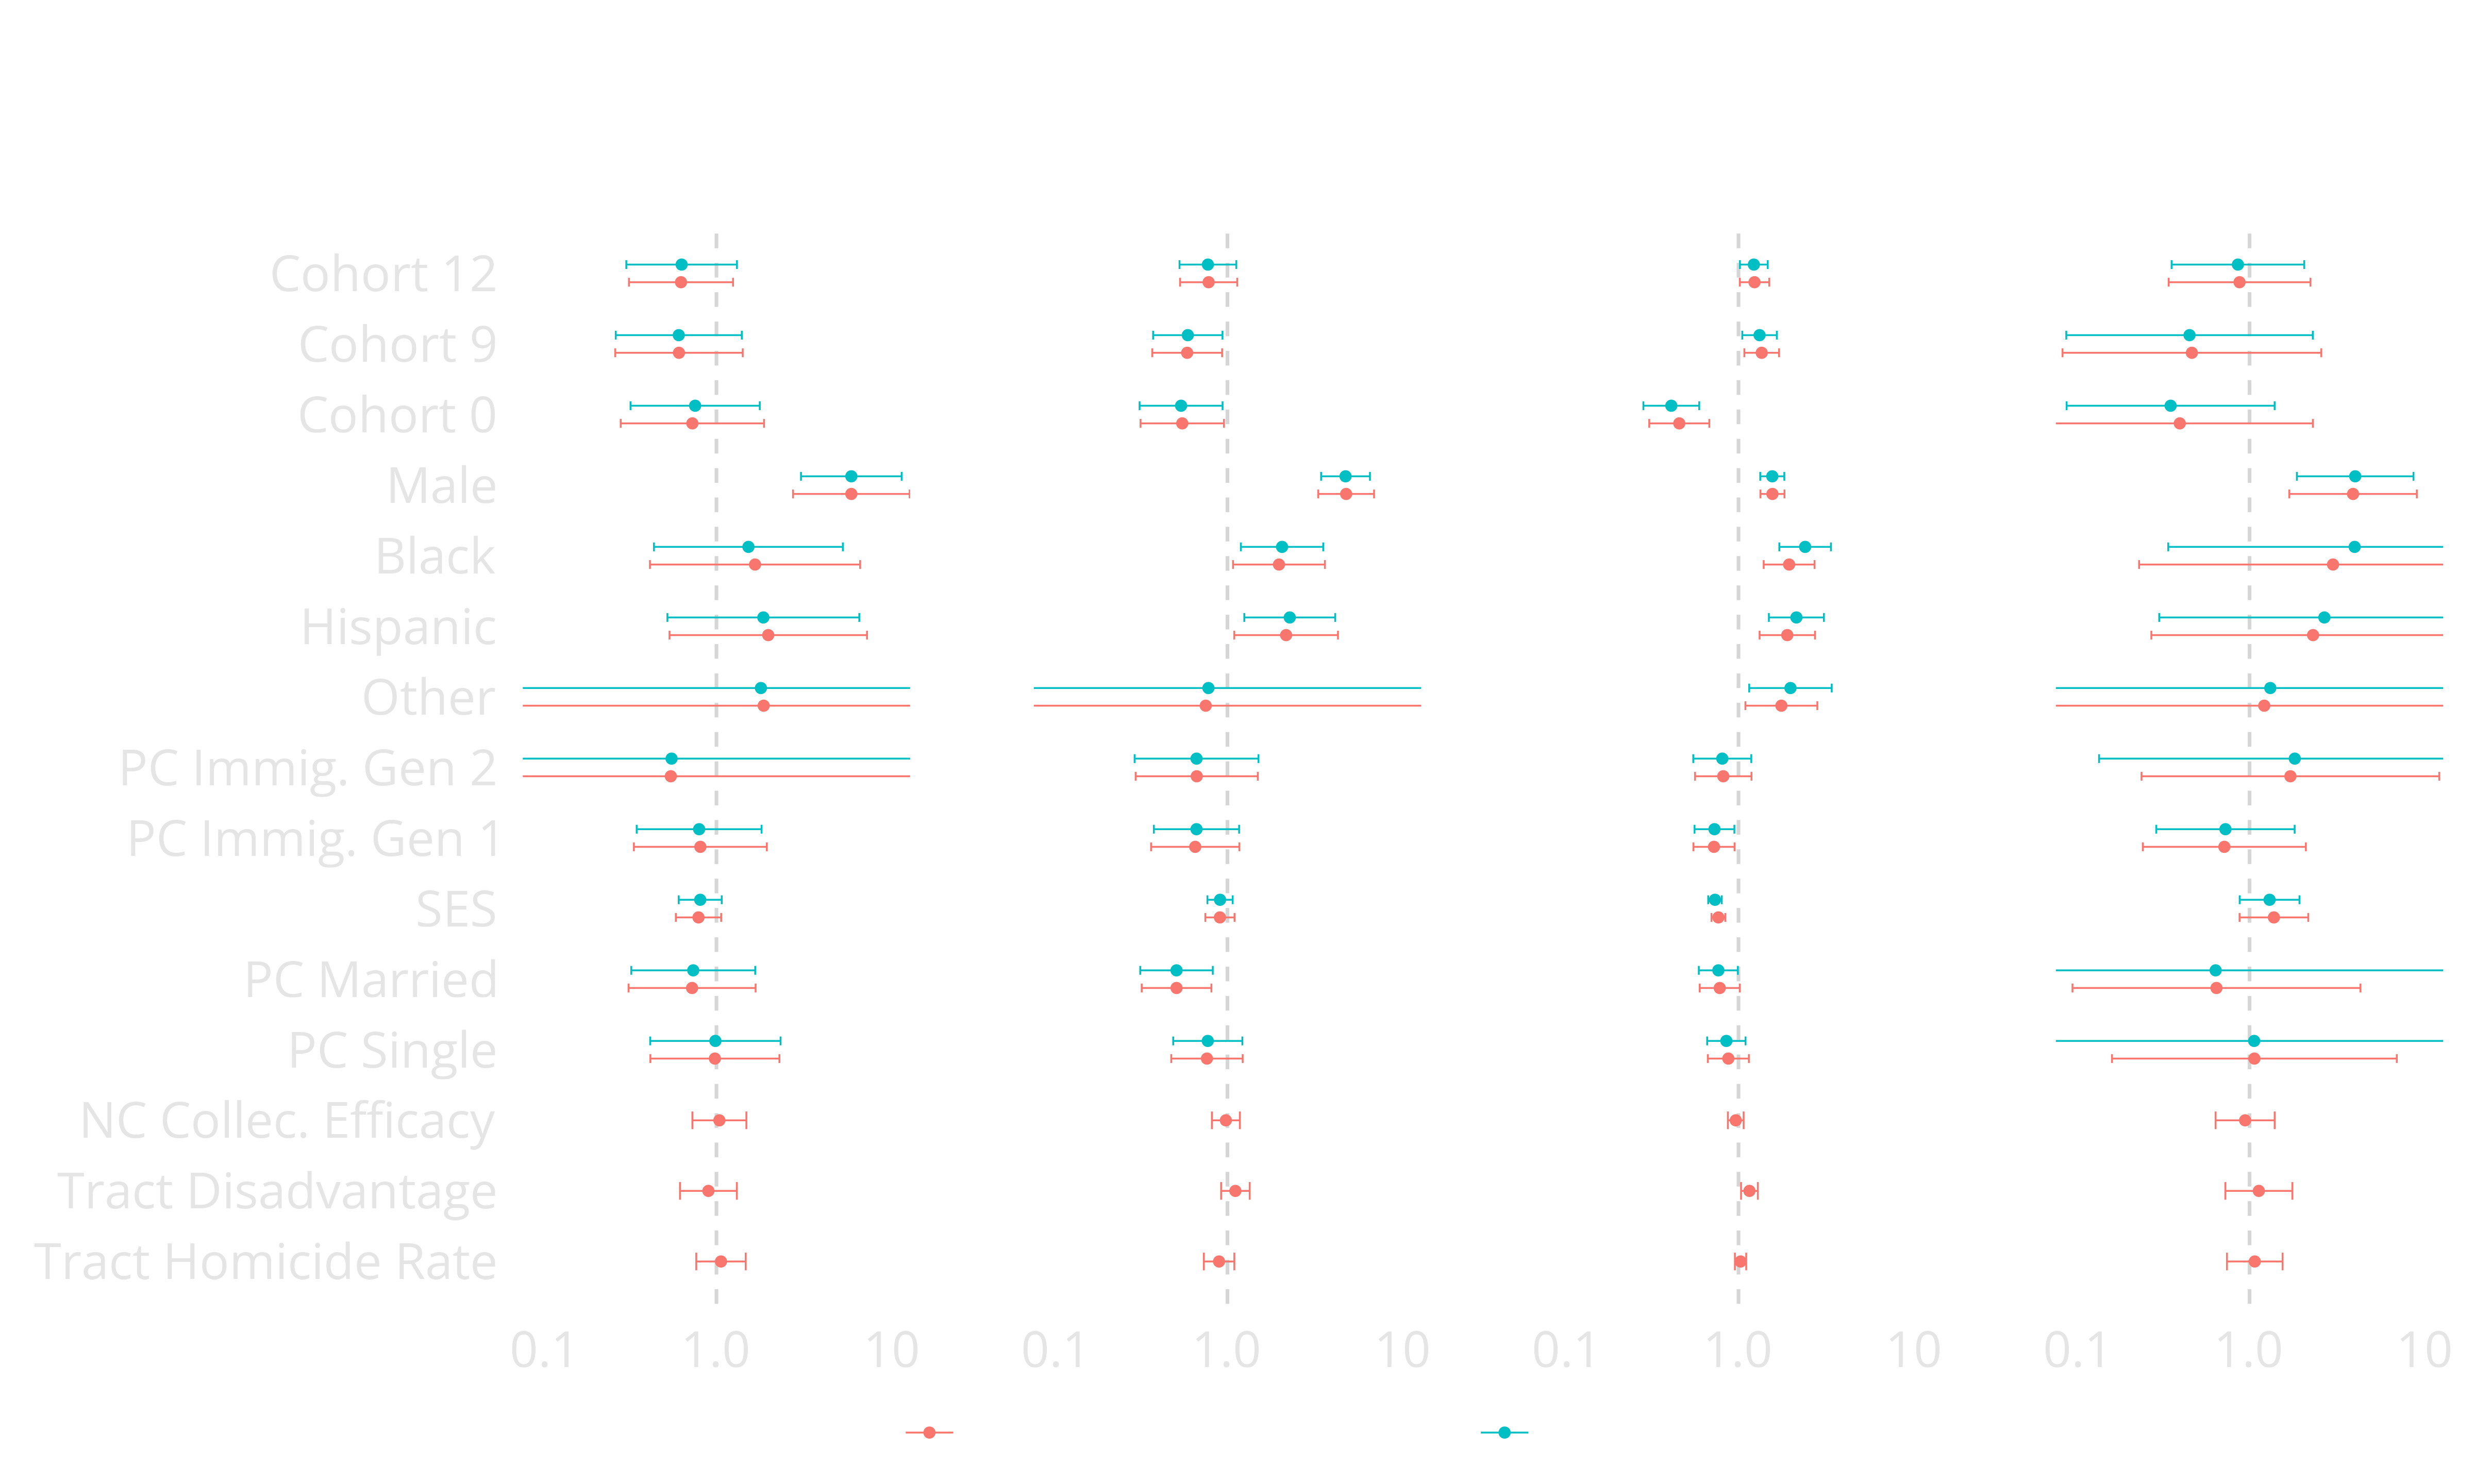 Cohort 12
Cohort 9
Cohort 0
Male
Black
Hispanic
Other
PC Immig. Gen 2
PC Immig. Gen 1
SES
PC Married
PC Single
NC Collec. Efficacy
Tract Disadvantage
Tract Homicide Rate
0.1 1.0 10 0.1 1.0 10 0.1 1.0 10 0.1 1.0 10